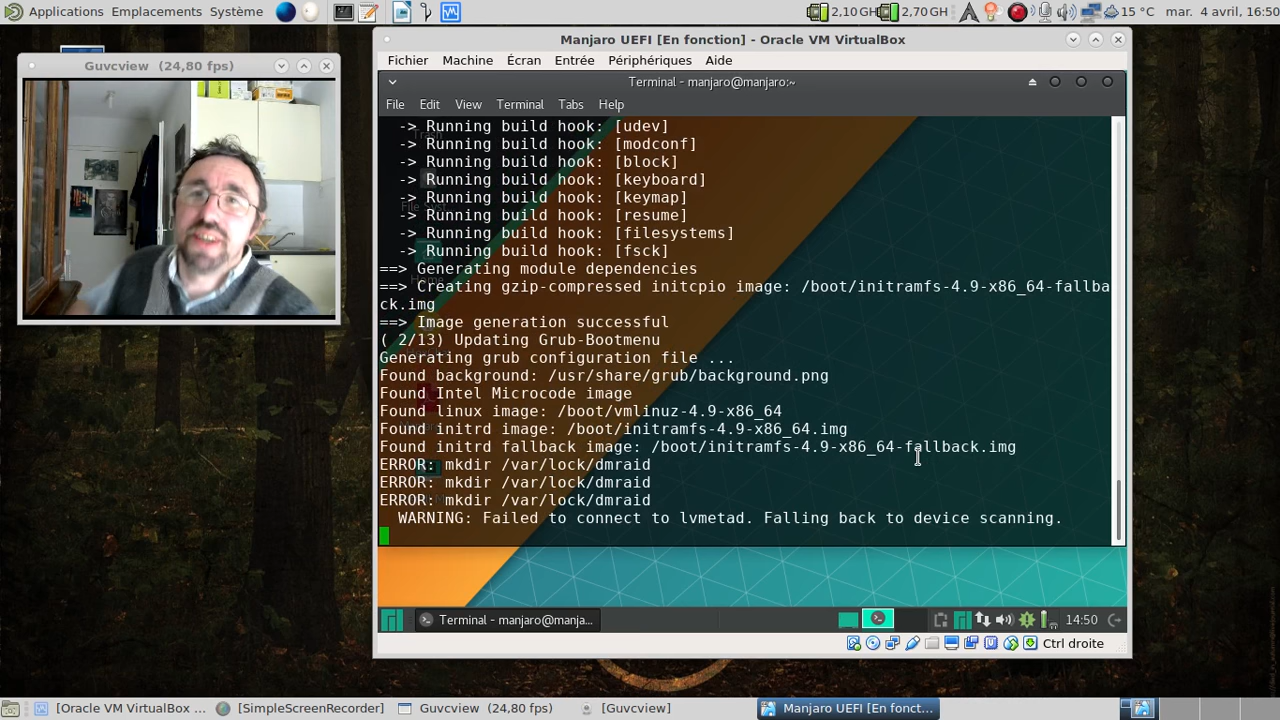 Applications Emplacements Système 2,10 GH 2,70 GH 15 °C mar. 4 avril, 16:50
Guvcview (24,80 fps)
Manjaro UEFI [En fonction] - Oracle VM VirtualBox
Fichier Machine Écran Entrée Périphériques Aide
Terminal - manjaro@manjaro:~
File Edit View Terminal Tabs Help
-> Running build hook: [udev]
-> Running build hook: [modconf]
-> Running build hook: [block]
-> Running build hook: [keyboard]
-> Running build hook: [keymap]
-> Running build hook: [resume]
-> Running build hook: [filesystems]
-> Running build hook: [fsck]
==> Generating module dependencies
==> Creating gzip-compressed initcpio image: /boot/initramfs-4.9-x86_64-fallba
ck.img
==> Image generation successful
( 2/13) Updating Grub-Bootmenu
Generating grub configuration file ...
Found background: /usr/share/grub/background.png
Found Intel Microcode image
Found linux image: /boot/vmlinuz-4.9-x86_64
Found initrd image: /boot/initramfs-4.9-x86_64.img
Found initrd fallback image: /boot/initramfs-4.9-x86_64-fallback.img
ERROR: mkdir /var/lock/dmraid
ERROR: mkdir /var/lock/dmraid
ERROR: mkdir /var/lock/dmraid
WARNING: Failed to connect to lvmetad. Falling back to device scanning.
Terminal - manjaro@manja... 14:50
Ctrl droite
[Oracle VM VirtualBox ... [SimpleScreenRecorder] Guvcview (24,80 fps) [Guvcview] Manjaro UEFI [En fonct...